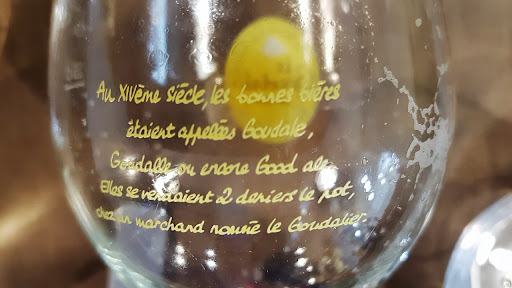 Au XIVème siècle, les bonnes bières
étaient appelées Goudale,
Goudalle ou encore Good ale.
Elles se vendaient 2 deniers le pot,
chez un marchand nommé le Goudalier.